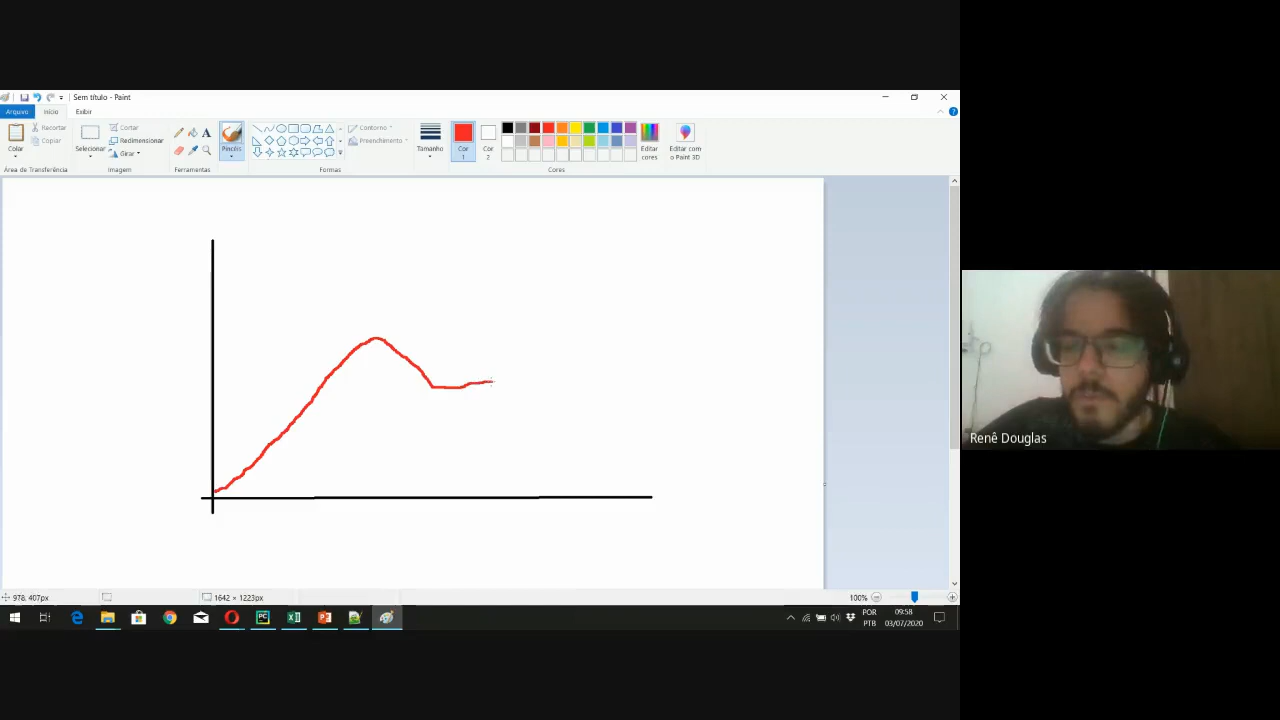 Sem título - Paint
Arquivo Início Exibir
Colar
Recortar
Copiar
Área de Transferência
Selecionar
Cortar
Redimensionar
Girar
Imagem
A
Ferramentas
Pincéis
Contorno
Preenchimento
Formas
Tamanho
Cor
1
Cor
2
Editar
cores
Editar com
o Paint 3D
Cores
Renê Douglas
978, 407px
1642 × 1223px
100%
POR
PTB
09:58
03/07/2020